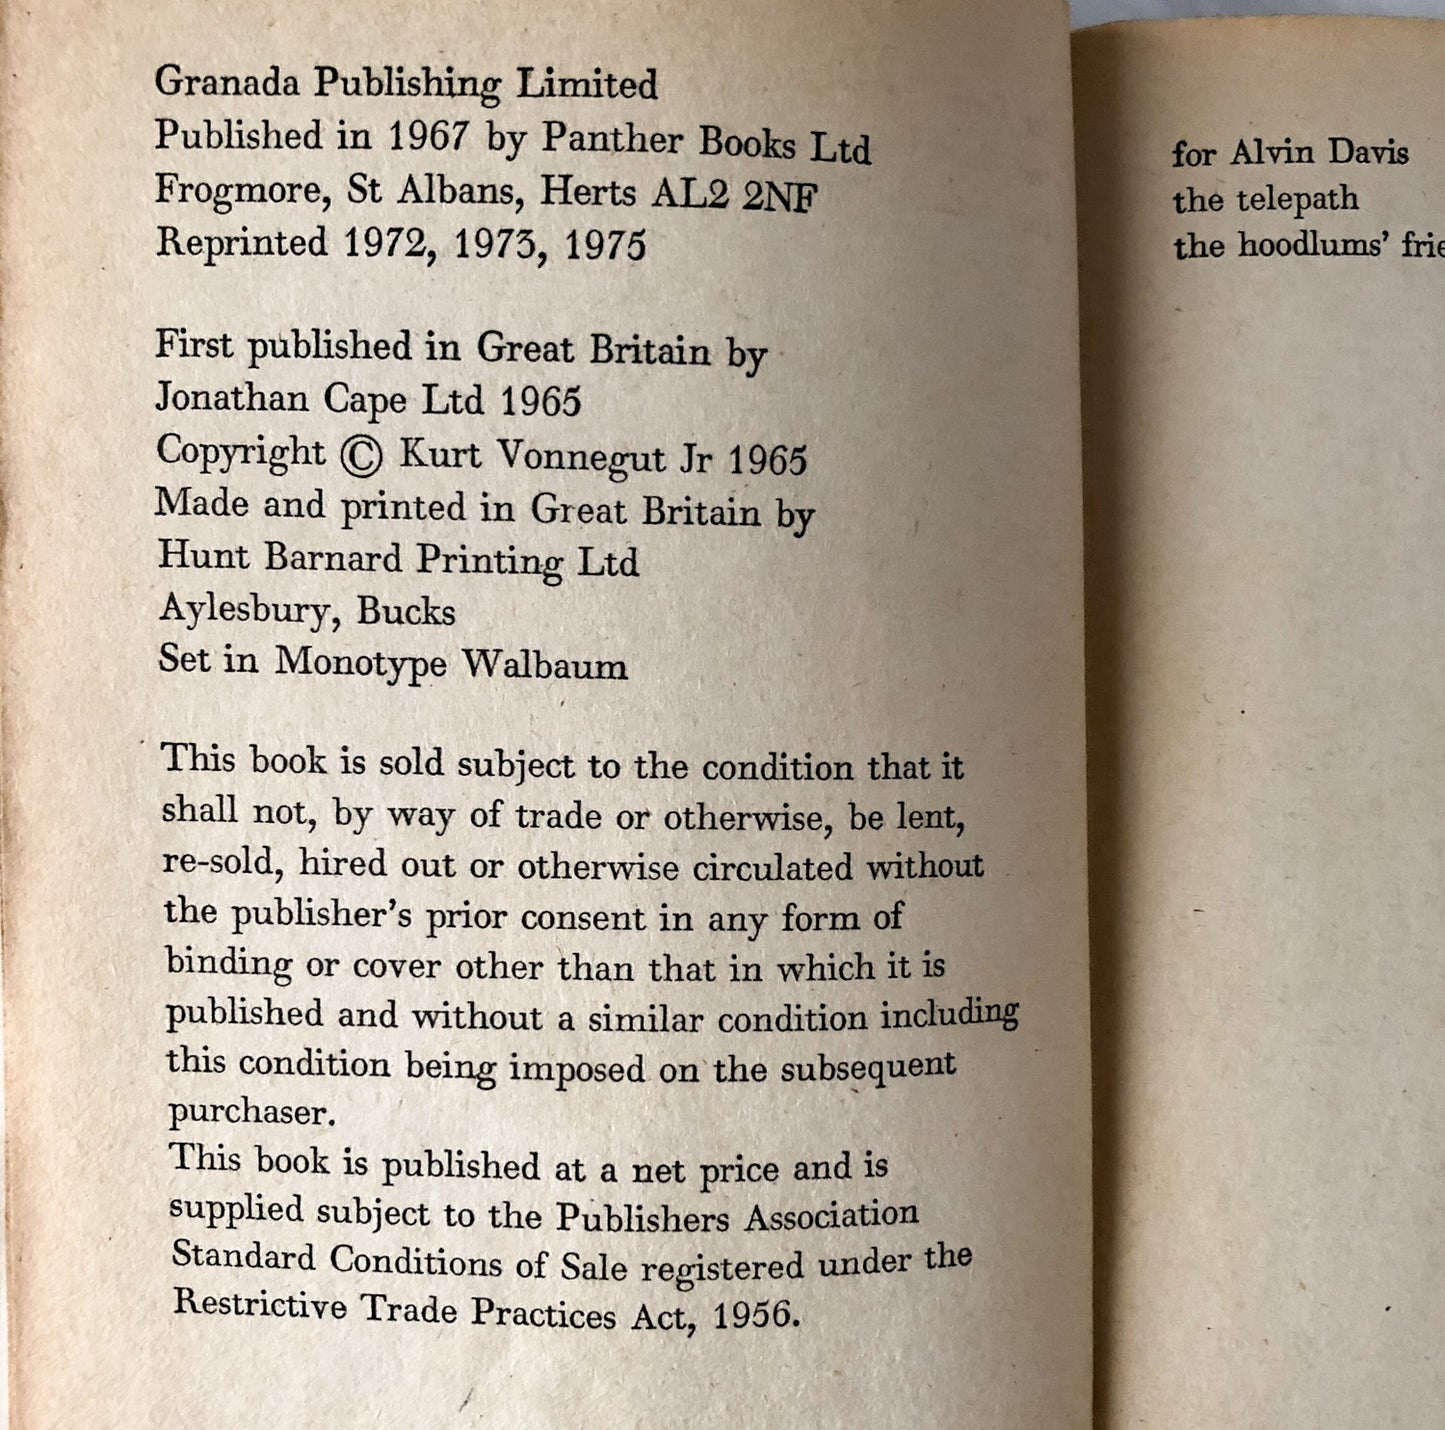 Granada Publishing Limited
Published in 1967 by Panther Books Ltd
Frogmore, St Albans, Herts AL2 2NF
Reprinted 1972, 1973, 1975
First published in Great Britain by
Jonathan Cape Ltd 1965
Copyright © Kurt Vonnegut Jr 1965
Made and printed in Great Britain by
Hunt Barnard Printing Ltd
Aylesbury, Bucks
Set in Monotype Walbaum
This book is sold subject to the condition that it
shall not, by way of trade or otherwise, be lent,
re-sold, hired out or otherwise circulated without
the publisher's prior consent in any form of
binding or cover other than that in which it is
published and without a similar condition including
this condition being imposed on the subsequent
purchaser.
This book is published at a net price and is
supplied subject to the Publishers Association
Standard Conditions of Sale registered under the
Restrictive Trade Practices Act, 1956.
for Alvin Davis
the telepath
the hoodlums'